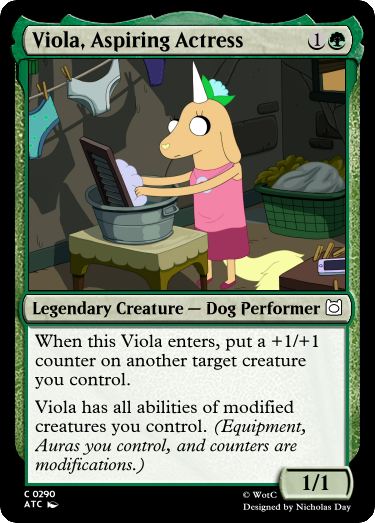 Viola, Aspiring Actress 1
Legendary Creature — Dog Performer
When this Viola enters, put a +1/+1
counter on another target creature
you control.
Viola has all abilities of modified
creatures you control. (Equipment,
Auras you control, and counters are
modifications.)
1/1
C 0290
ATC
© WotC
Designed by Nicholas Day